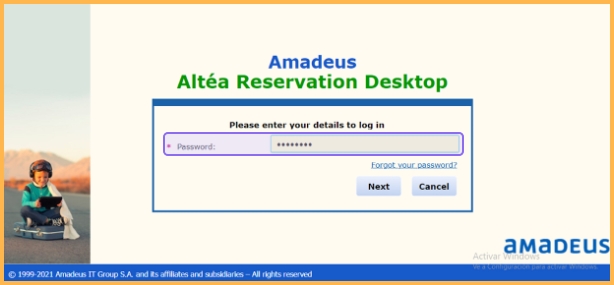 Amadeus
Altéa Reservation Desktop
Please enter your details to log in
* Password: ********
Forgot your password?
Next Cancel
amadeus
Activar Windows
Ve a Configuración para activar Windows.
© 1999-2021 Amadeus IT Group S.A. and its affiliates and subsidiaries – All rights reserved